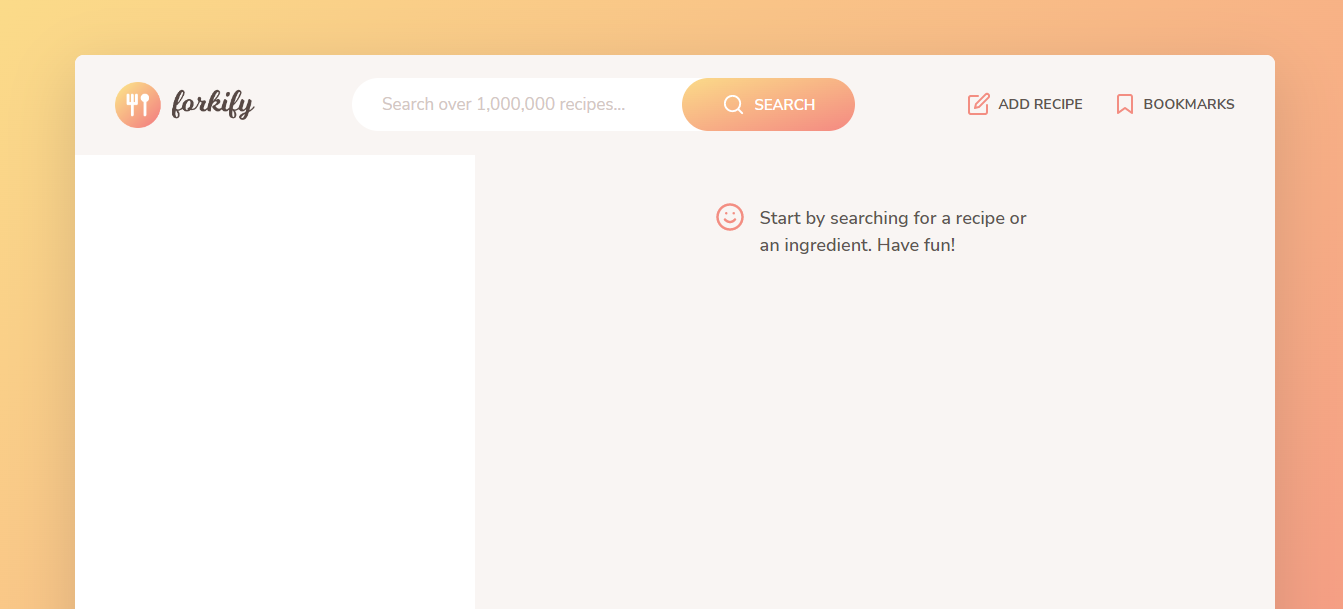 forkify
Search over 1,000,000 recipes...
SEARCH
ADD RECIPE
BOOKMARKS
Start by searching for a recipe or
an ingredient. Have fun!